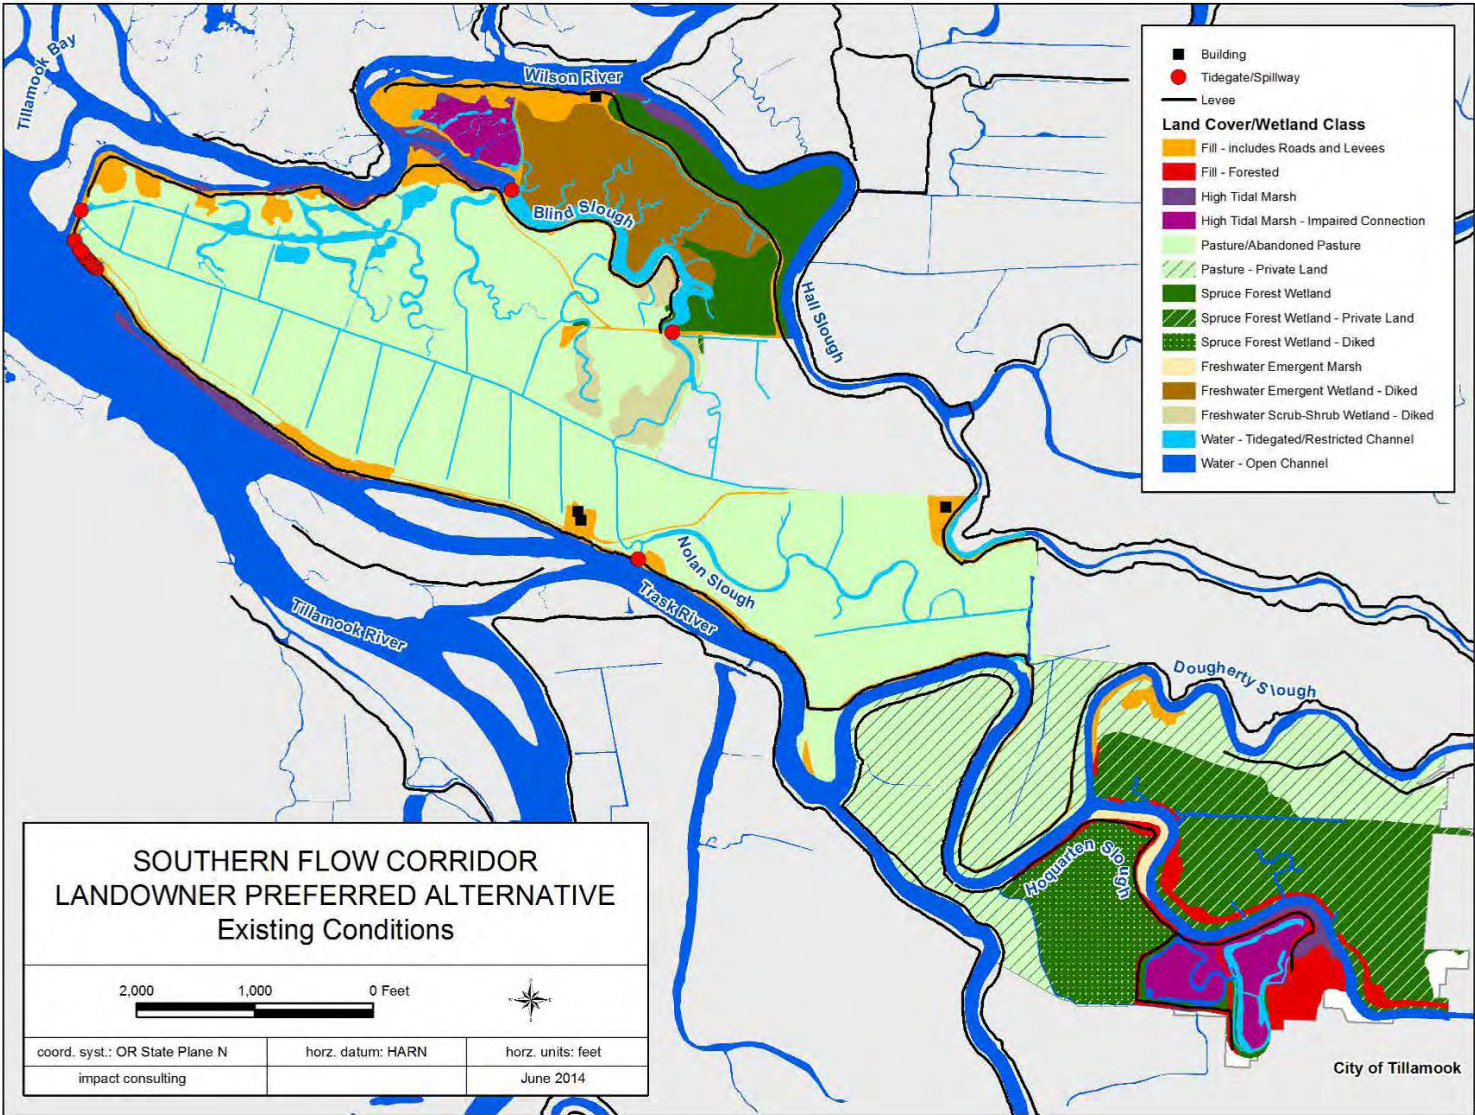 Tillamook Bay
Wilson River
Blind Slough
Hall Slough
Nolan Slough
Trask River
Tillamook River
Dougherty Slough
Hoquarten Slough
City of Tillamook
Building
Tidegate/Spillway
Levee
Land Cover/Wetland Class
Fill - includes Roads and Levees
Fill - Forested
High Tidal Marsh
High Tidal Marsh - Impaired Connection
Pasture/Abandoned Pasture
Pasture - Private Land
Spruce Forest Wetland
Spruce Forest Wetland - Private Land
Spruce Forest Wetland - Diked
Freshwater Emergent Marsh
Freshwater Emergent Wetland - Diked
Freshwater Scrub-Shrub Wetland - Diked
Water - Tidegated/Restricted Channel
Water - Open Channel
SOUTHERN FLOW CORRIDOR
LANDOWNER PREFERRED ALTERNATIVE
Existing Conditions
2,000 1,000 0 Feet
coord. syst.: OR State Plane N horz. datum: HARN horz. units: feet
impact consulting June 2014